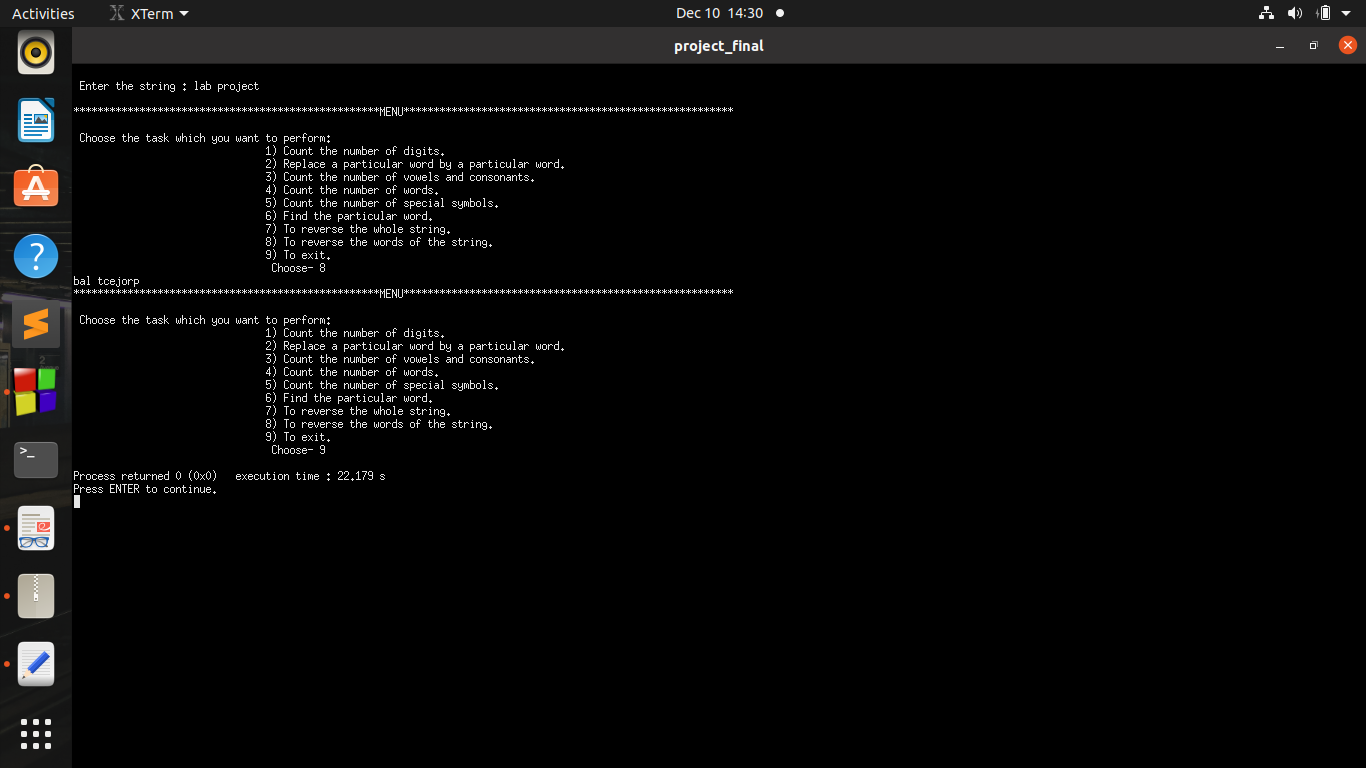 Activities XTerm Dec 10 14:30
project_final
Enter the string : lab project
***************************************************MENU*******************************************************
Choose the task which you want to perform:
1) Count the number of digits.
2) Replace a particular word by a particular word.
3) Count the number of vowels and consonants.
4) Count the number of words.
5) Count the number of special symbols.
6) Find the particular word.
7) To reverse the whole string.
8) To reverse the words of the string.
9) To exit.
Choose- 8
bal tcejorp
***************************************************MENU*******************************************************
Choose the task which you want to perform:
1) Count the number of digits.
2) Replace a particular word by a particular word.
3) Count the number of vowels and consonants.
4) Count the number of words.
5) Count the number of special symbols.
6) Find the particular word.
7) To reverse the whole string.
8) To reverse the words of the string.
9) To exit.
Choose- 9
Process returned 0 (0x0)   execution time : 22.179 s
Press ENTER to continue.